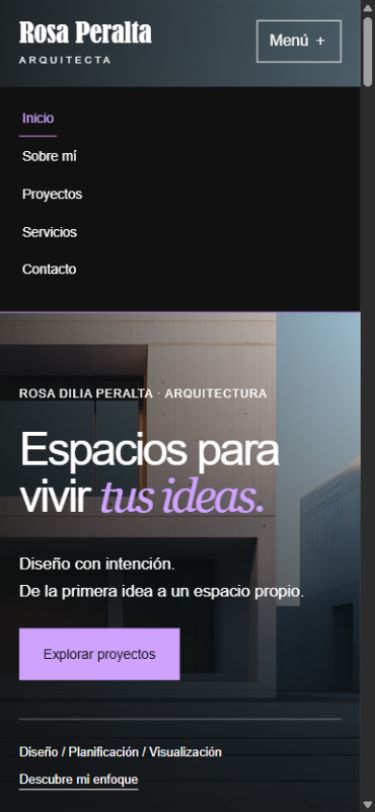 Rosa Peralta
ARQUITECTA
Menú +
Inicio
Sobre mí
Proyectos
Servicios
Contacto
ROSA DILIA PERALTA · ARQUITECTURA
Espacios para
vivir tus ideas.
Diseño con intención.
De la primera idea a un espacio propio.
Explorar proyectos
Diseño / Planificación / Visualización
Descubre mi enfoque